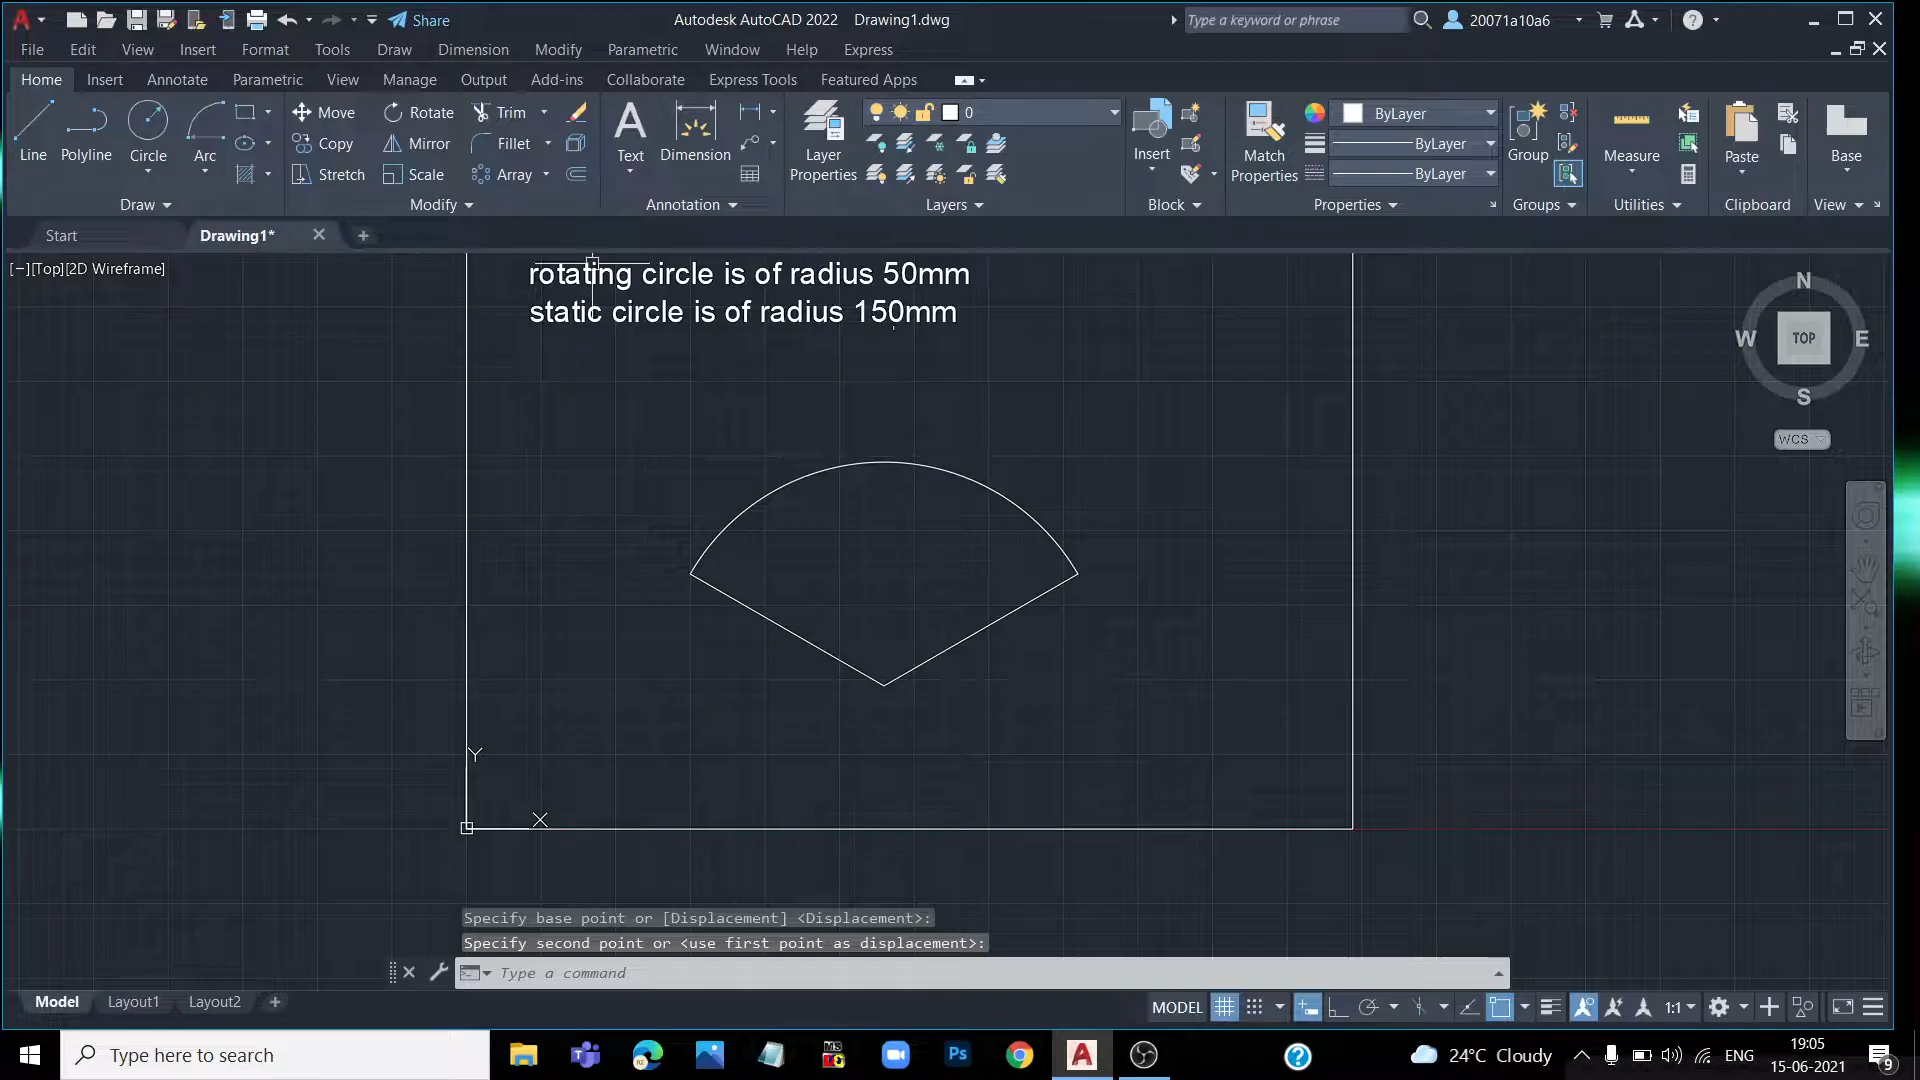 Share
Autodesk AutoCAD 2022 Drawing1.dwg
Type a keyword or phrase
20071a10a6
File Edit View Insert Format Tools Draw Dimension Modify Parametric Window Help Express
Home Insert Annotate Parametric View Manage Output Add-ins Collaborate Express Tools Featured Apps
Line Polyline Circle Arc
Move Rotate Trim
Copy Mirror Fillet
Stretch Scale Array
Text Dimension
Layer Properties
0
Insert
Match Properties
ByLayer
ByLayer
ByLayer
Group
Measure
Paste
Base
Draw Modify Annotation Layers Block Properties Groups Utilities Clipboard View
Start Drawing1* +
[−][Top][2D Wireframe]
rotating circle is of radius 50mm
static circle is of radius 150mm
N
W TOP E
S
WCS
Y
X
Specify base point or [Displacement] <Displacement>:
Specify second point or <use first point as displacement>:
Type a command
Model Layout1 Layout2 +
MODEL 1:1
Type here to search
Ps
24°C Cloudy
ENG
19:05
15-06-2021
9